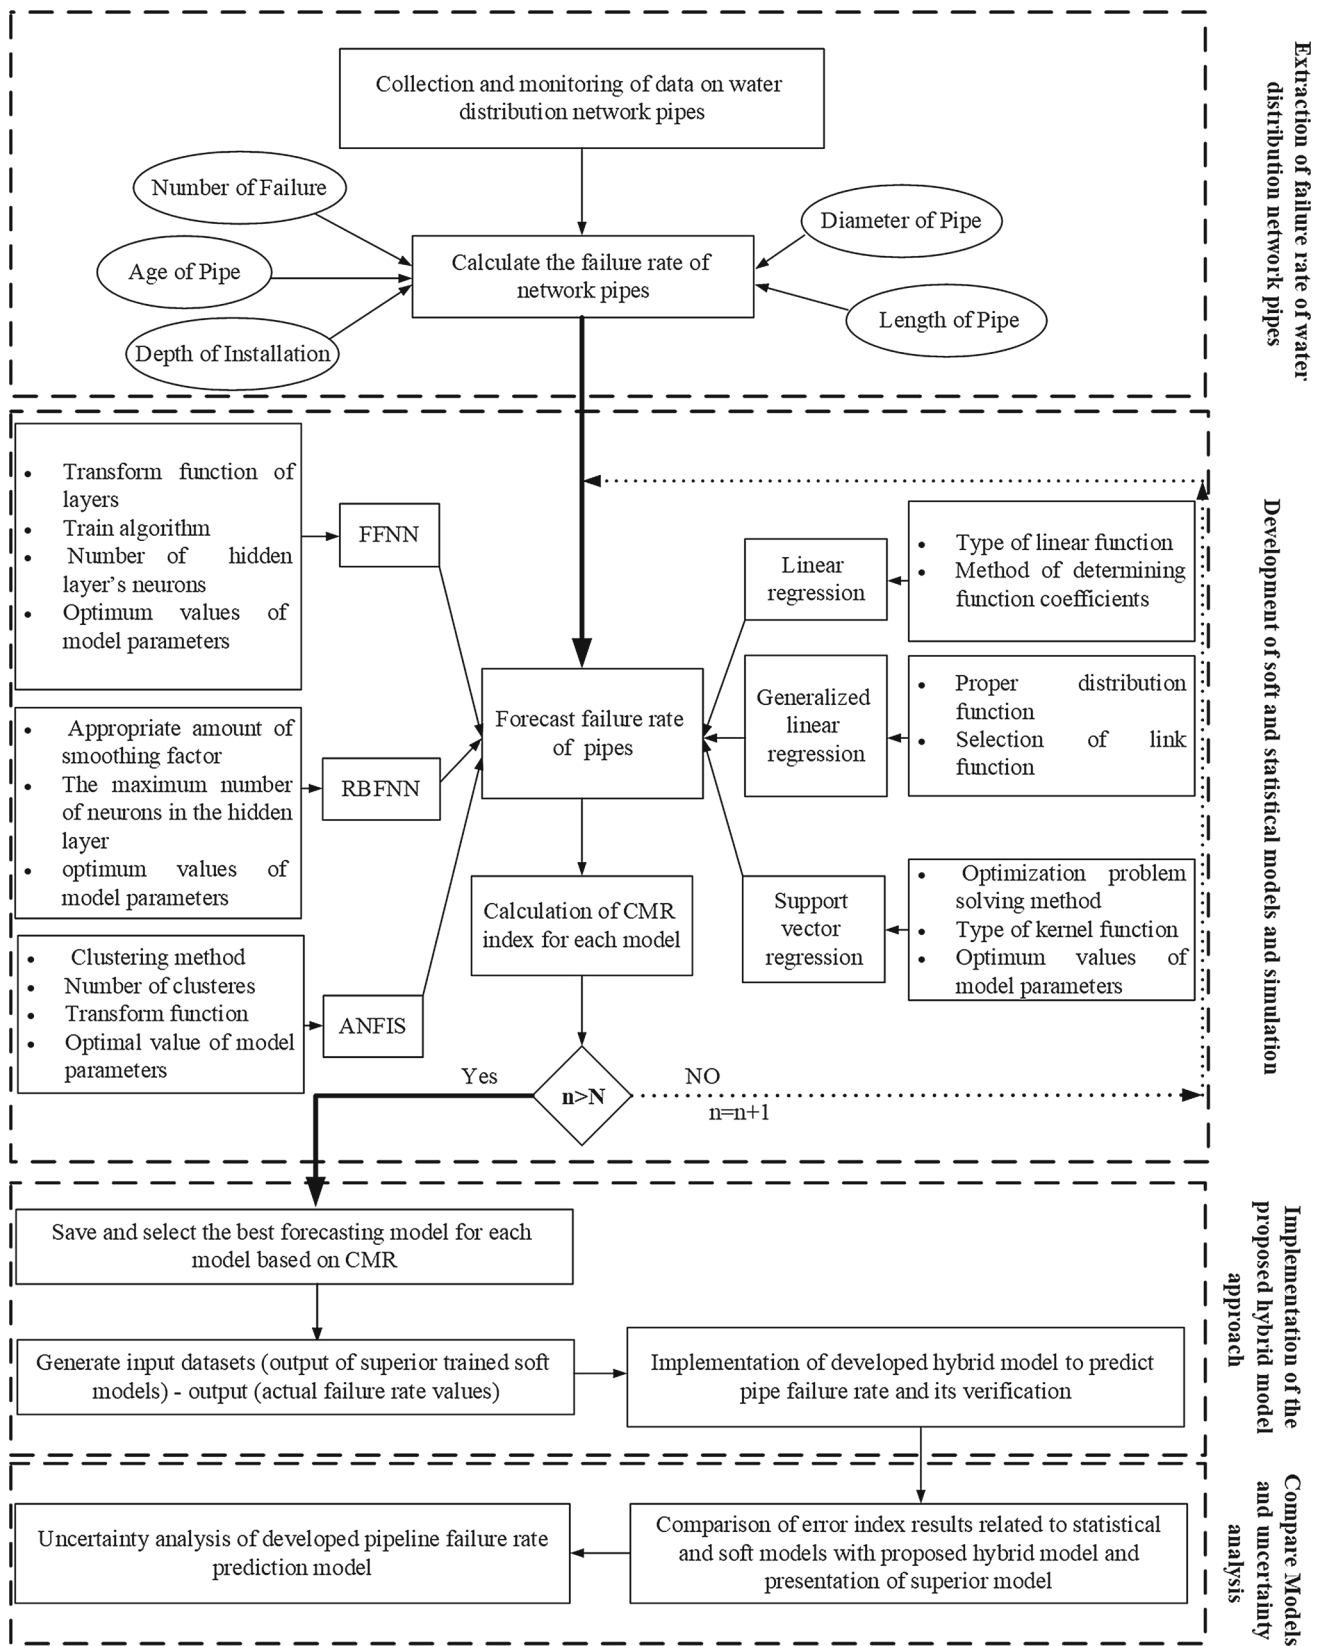 Collection and monitoring of data on water
distribution network pipes
Number of Failure
Age of Pipe
Depth of Installation
Calculate the failure rate of
network pipes
Diameter of Pipe
Length of Pipe
Extraction of failure rate of water
distribution network pipes
• Transform function of
layers
• Train algorithm
• Number of hidden
layer's neurons
• Optimum values of
model parameters
FFNN
• Appropriate amount of
smoothing factor
• The maximum number
of neurons in the hidden
layer
• optimum values of
model parameters
RBFNN
• Clustering method
• Number of clusteres
• Transform function
• Optimal value of model
parameters
ANFIS
Forecast failure rate
of pipes
Linear
regression
• Type of linear function
• Method of determining
function coefficients
Generalized
linear
regression
• Proper distribution
function
• Selection of link
function
Support
vector
regression
• Optimization problem
solving method
• Type of kernel function
• Optimum values of
model parameters
Calculation of CMR
index for each model
Yes
n>N
NO
n=n+1
Development of soft and statistical models and simulation
Save and select the best forecasting model for each
model based on CMR
Generate input datasets (output of superior trained soft
models) - output (actual failure rate values)
Implementation of developed hybrid model to predict
pipe failure rate and its verification
Implementation of the
proposed hybrid model
approach
Uncertainty analysis of developed pipeline failure rate
prediction model
Comparison of error index results related to statistical
and soft models with proposed hybrid model and
presentation of superior model
Compare Models
and uncertainty
analysis